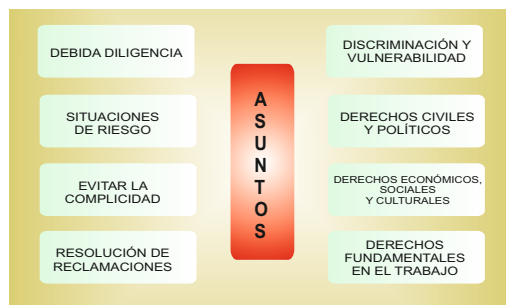 DEBIDA DILIGENCIA
SITUACIONES
DE RIESGO
EVITAR LA
COMPLICIDAD
RESOLUCIÓN DE
RECLAMACIONES
A
S
U
N
T
O
S
DISCRIMINACIÓN Y
VULNERABILIDAD
DERECHOS CIVILES
Y POLÍTICOS
DERECHOS ECONÓMICOS,
SOCIALES
Y CULTURALES
DERECHOS
FUNDAMENTALES
EN EL TRABAJO